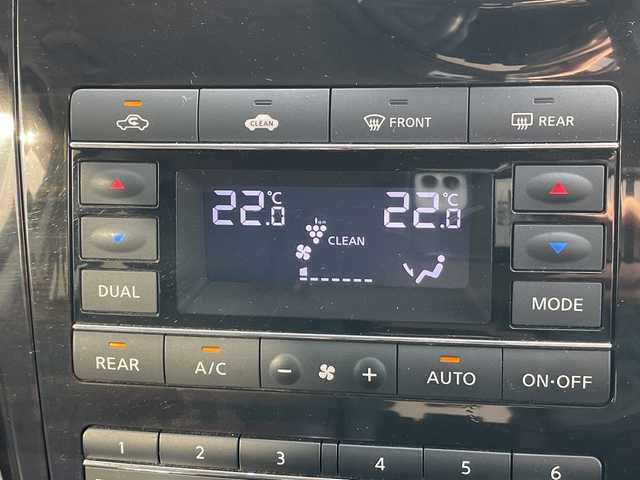 CLEAN FRONT REAR
22.0°C 22.0°C
CLEAN
DUAL MODE
REAR A/C − + AUTO ON·OFF
1 2 3 4 5 6